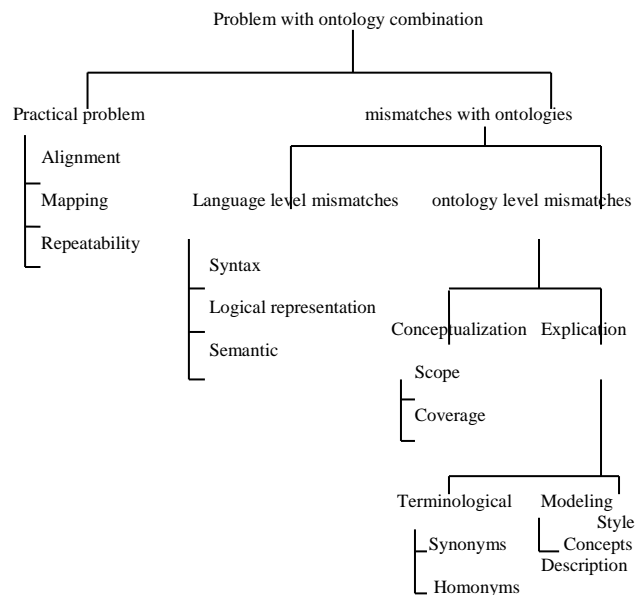 Problem with ontology combination
Practical problem
mismatches with ontologies
Alignment
Mapping
Repeatability
Language level mismatches
ontology level mismatches
Syntax
Logical representation
Semantic
Conceptualization
Explication
Scope
Coverage
Terminological
Modeling
Style
Synonyms
Concepts
Description
Homonyms